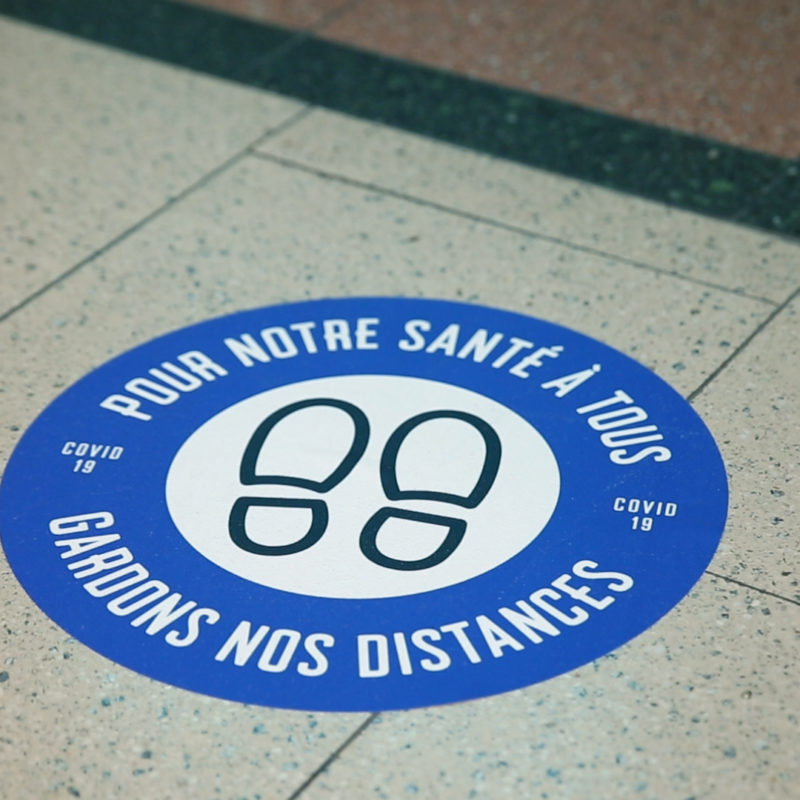 POUR NOTRE SANTÉ À TOUS
COVID
19
COVID
19
GARDONS NOS DISTANCES